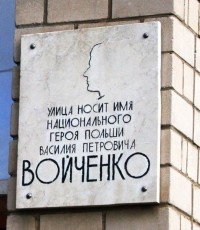 УЛИЦА НОСИТ ИМЯ
НАЦИОНАЛЬНОГО
ГЕРОЯ ПОЛЬШИ
ВАСИЛИЯ ПЕТРОВИЧА
ВОЙЧЕНКО